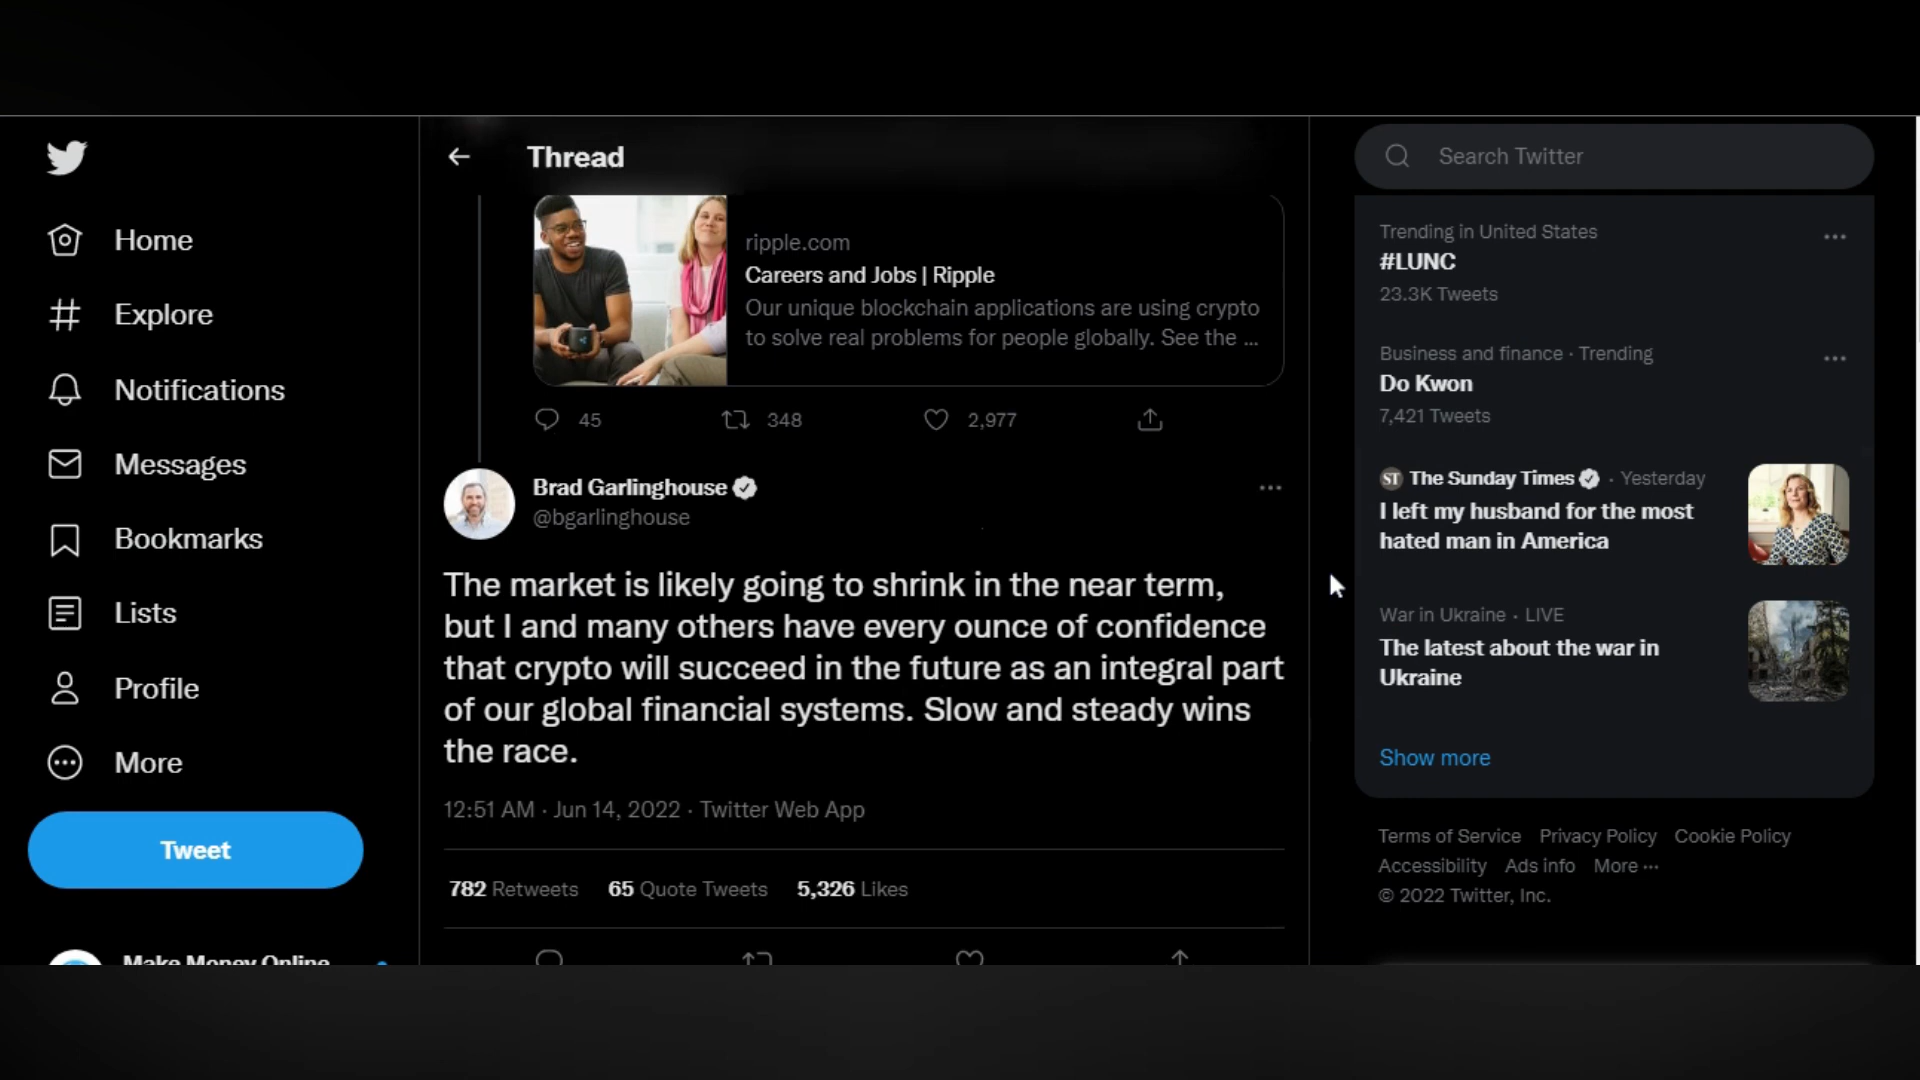 Thread
Search Twitter
Home
Explore
Notifications
Messages
Bookmarks
Lists
Profile
More
Tweet
Make Money Online
ripple.com
Careers and Jobs | Ripple
Our unique blockchain applications are using crypto
to solve real problems for people globally. See the ...
45 348 2,977
Brad Garlinghouse
@bgarlinghouse
The market is likely going to shrink in the near term,
but I and many others have every ounce of confidence
that crypto will succeed in the future as an integral part
of our global financial systems. Slow and steady wins
the race.
12:51 AM · Jun 14, 2022 · Twitter Web App
782 Retweets 65 Quote Tweets 5,326 Likes
Trending in United States
#LUNC
23.3K Tweets
Business and finance · Trending
Do Kwon
7,421 Tweets
ST The Sunday Times · Yesterday
I left my husband for the most
hated man in America
War in Ukraine · LIVE
The latest about the war in
Ukraine
Show more
Terms of Service Privacy Policy Cookie Policy
Accessibility Ads info More ···
© 2022 Twitter, Inc.